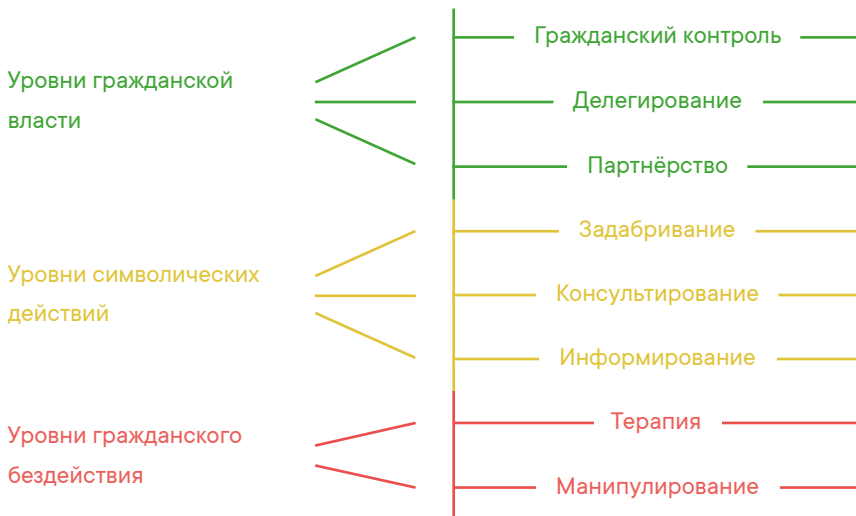 Уровни гражданской
власти
Гражданский контроль
Делегирование
Партнёрство
Уровни символических
действий
Задабривание
Консультирование
Информирование
Уровни гражданского
бездействия
Терапия
Манипулирование